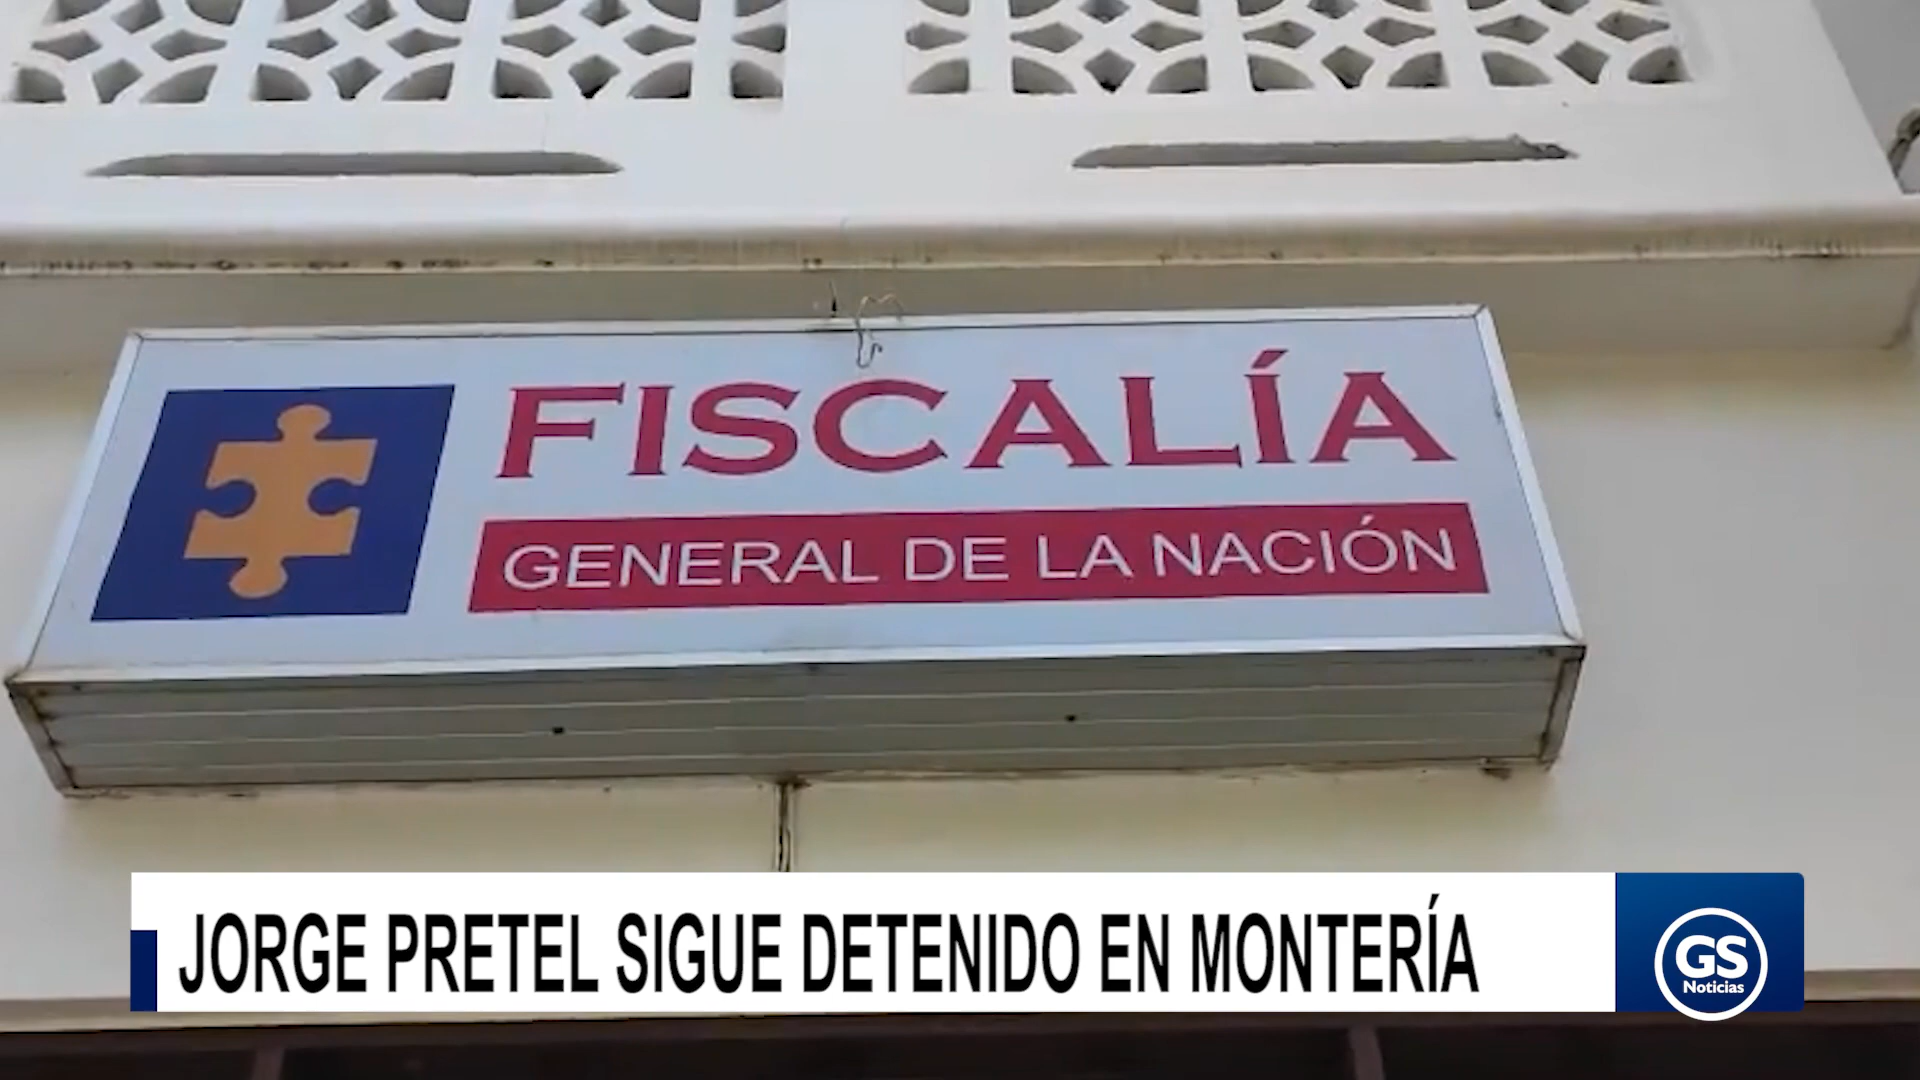 FISCALÍA
GENERAL DE LA NACIÓN
JORGE PRETEL SIGUE DETENIDO EN MONTERÍA
GS
Noticias